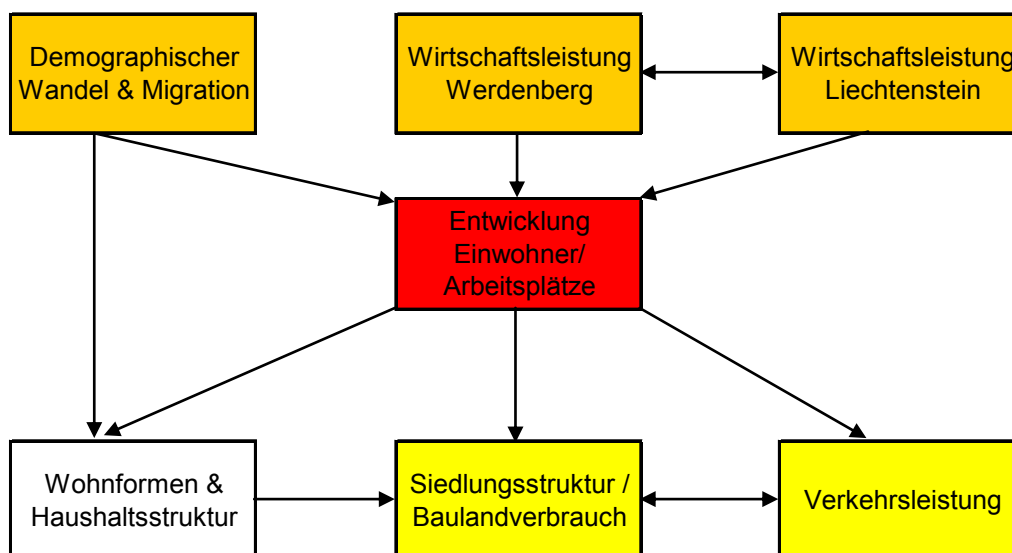 Demographischer
Wandel & Migration
Wirtschaftsleistung
Werdenberg
Wirtschaftsleistung
Liechtenstein
Entwicklung
Einwohner/
Arbeitsplätze
Wohnformen &
Haushaltsstruktur
Siedlungsstruktur /
Baulandverbrauch
Verkehrsleistung